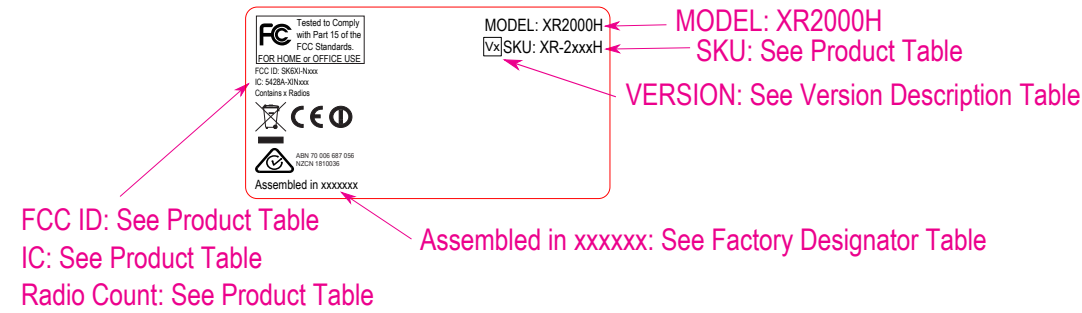 FC Tested to Comply
with Part 15 of the
FCC Standards.
FOR HOME or OFFICE USE
FCC ID: SK6XI-Nxxx
IC: 5428A-XINxxx
Contains x Radios
CE
ABN 70 006 687 056
NZCN 1810036
Assembled in xxxxxxx
MODEL: XR2000H
Vx SKU: XR-2xxxH
MODEL: XR2000H
SKU: See Product Table
VERSION: See Version Description Table
FCC ID: See Product Table
IC: See Product Table
Radio Count: See Product Table
Assembled in xxxxxx: See Factory Designator Table